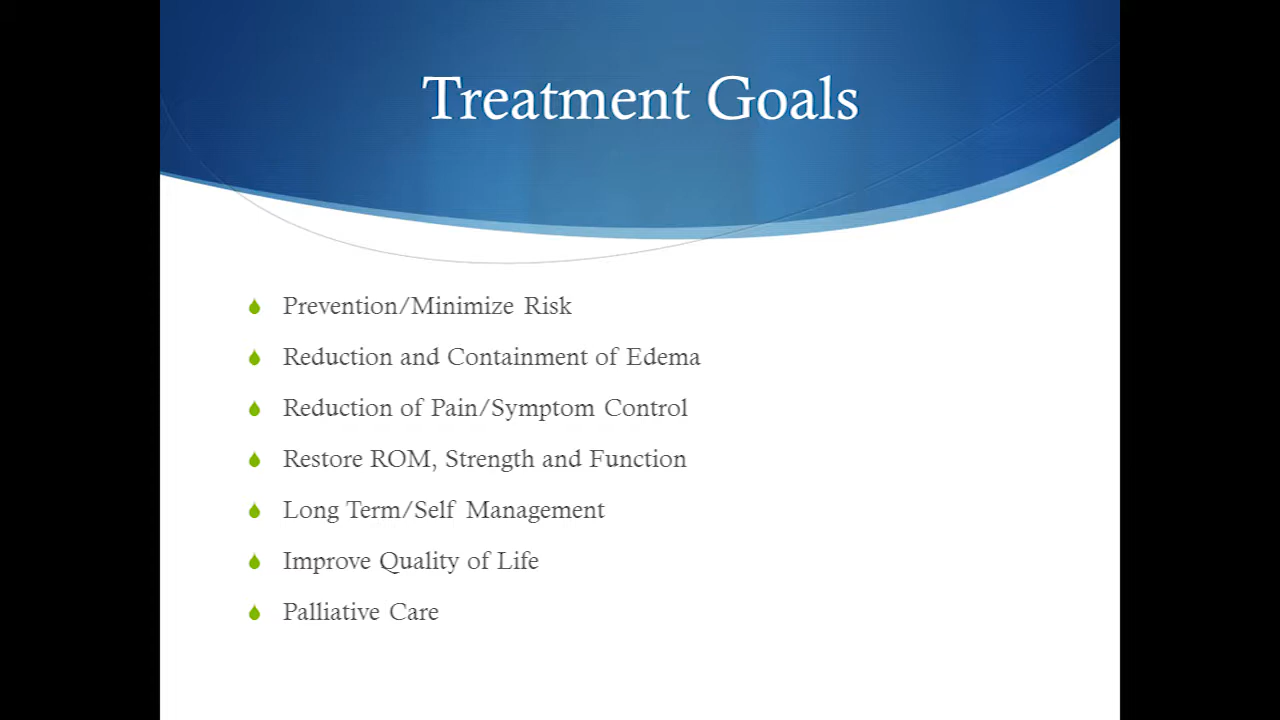 Treatment Goals
Prevention/Minimize Risk
Reduction and Containment of Edema
Reduction of Pain/Symptom Control
Restore ROM, Strength and Function
Long Term/Self Management
Improve Quality of Life
Palliative Care